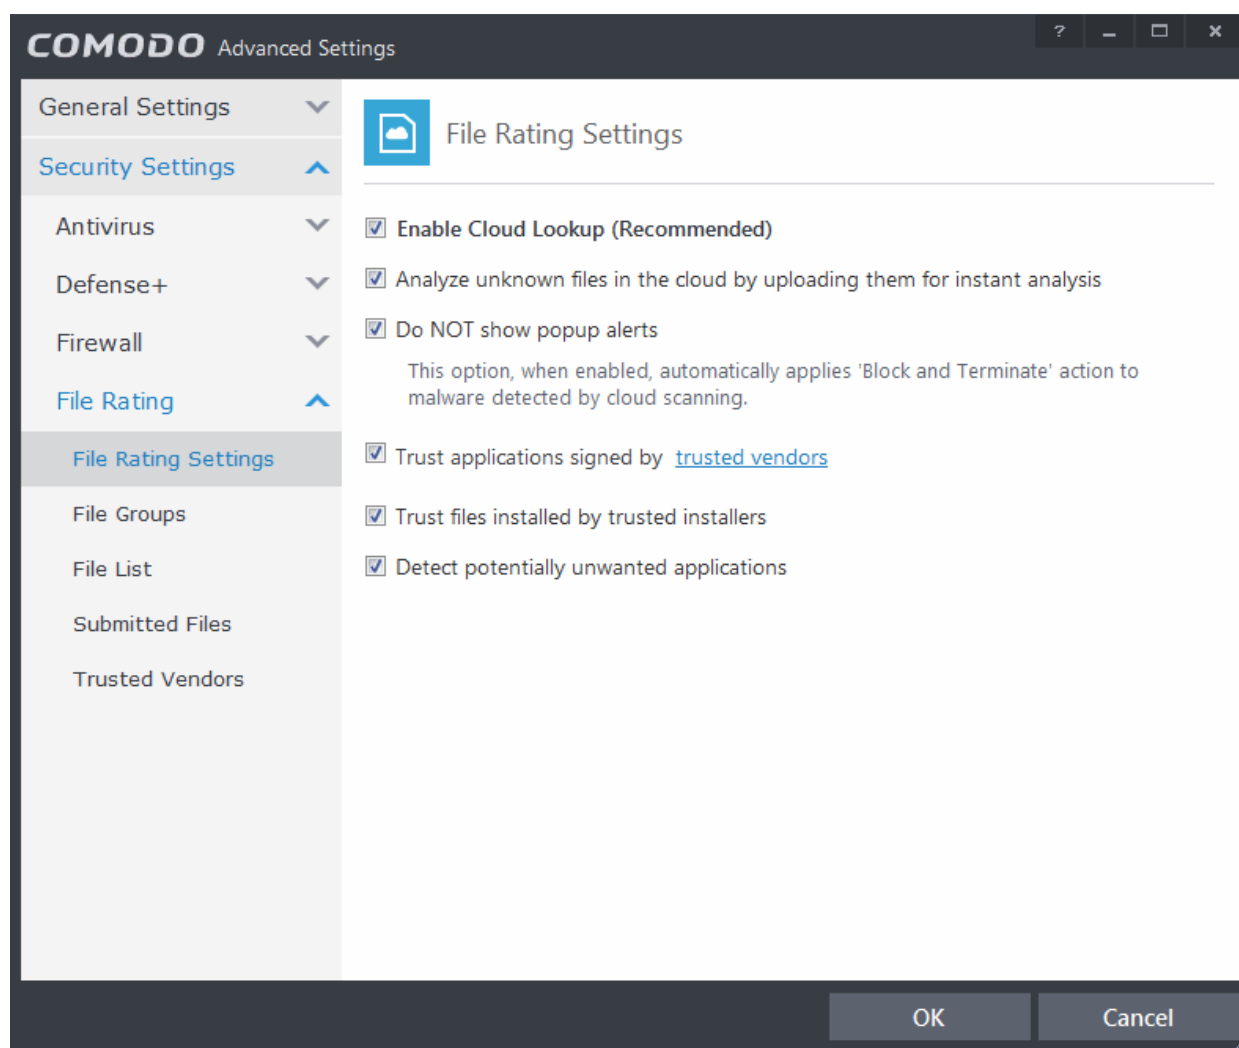 COMODO Advanced Settings
?
General Settings
Security Settings
Antivirus
Defense+
Firewall
File Rating
File Rating Settings
File Groups
File List
Submitted Files
Trusted Vendors
File Rating Settings
Enable Cloud Lookup (Recommended)
Analyze unknown files in the cloud by uploading them for instant analysis
Do NOT show popup alerts
This option, when enabled, automatically applies 'Block and Terminate' action to
malware detected by cloud scanning.
Trust applications signed by trusted vendors
Trust files installed by trusted installers
Detect potentially unwanted applications
OK
Cancel